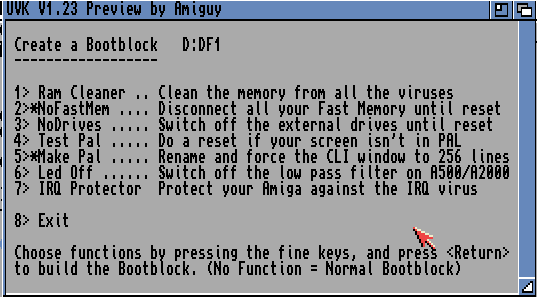 UVK V1.23 Preview by Amiguy
Create a Bootblock   D:DF1
------------------
1> Ram Cleaner .. Clean the memory from all the viruses
2>*NoFastMem .... Disconnect all your Fast Memory until reset
3> NoDrives ..... Switch off the external drives until reset
4> Test Pal ..... Do a reset if your screen isn't in PAL
5>*Make Pal ..... Rename and force the CLI window to 256 lines
6> Led Off ...... Switch off the low pass filter on A500/A2000
7> IRQ Protector  Protect your Amiga against the IRQ virus
8> Exit
Choose functions by pressing the fine keys, and press <Return>
to build the Bootblock. (No Function = Normal Bootblock)